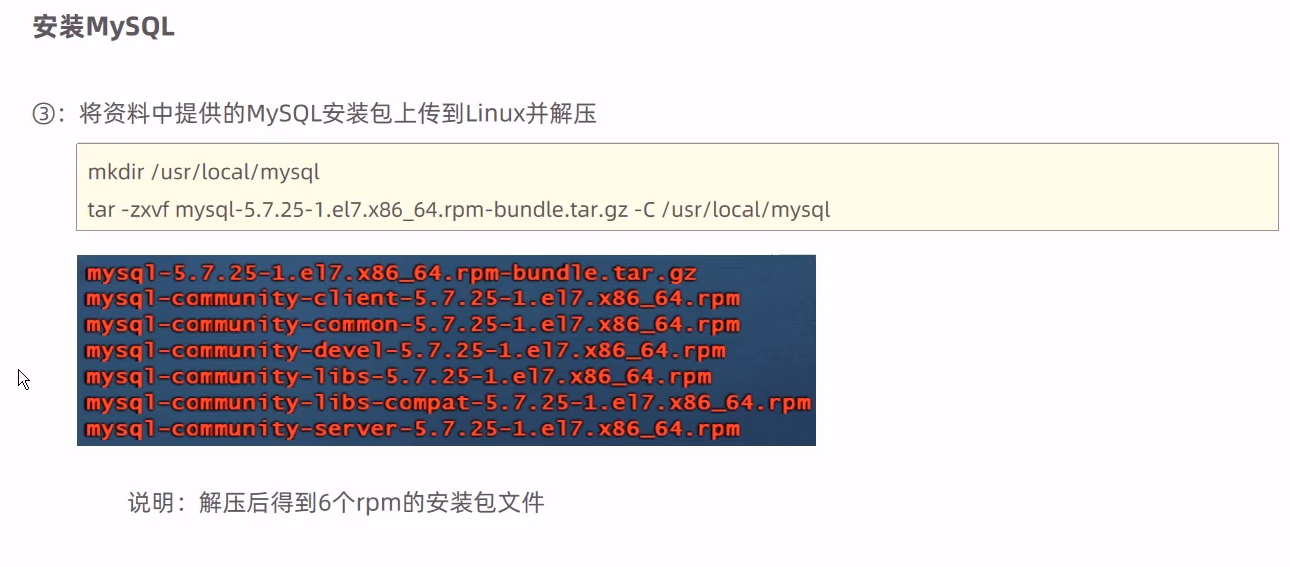 安装MySQL
③：将资料中提供的MySQL安装包上传到Linux并解压
mkdir /usr/local/mysql
tar -zxvf mysql-5.7.25-1.el7.x86_64.rpm-bundle.tar.gz -C /usr/local/mysql
mysql-5.7.25-1.el7.x86_64.rpm-bundle.tar.gz
mysql-community-client-5.7.25-1.el7.x86_64.rpm
mysql-community-common-5.7.25-1.el7.x86_64.rpm
mysql-community-devel-5.7.25-1.el7.x86_64.rpm
mysql-community-libs-5.7.25-1.el7.x86_64.rpm
mysql-community-libs-compat-5.7.25-1.el7.x86_64.rpm
mysql-community-server-5.7.25-1.el7.x86_64.rpm
说明：解压后得到6个rpm的安装包文件